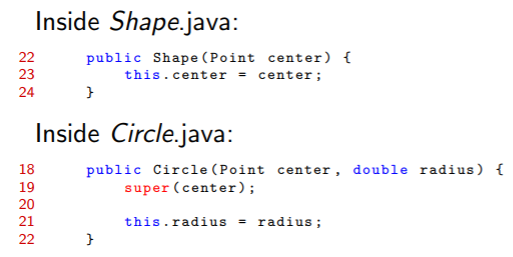 Inside Shape.java:
22 public Shape(Point center) {
23 this.center = center;
24 }
Inside Circle.java:
18 public Circle(Point center, double radius) {
19 super(center);
20
21 this.radius = radius;
22 }